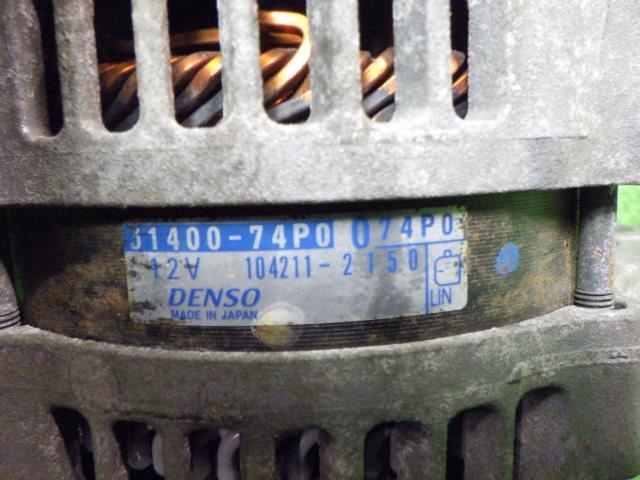 31400-74P0 074P0
12V 104211-2150
DENSO
MADE IN JAPAN
LIN